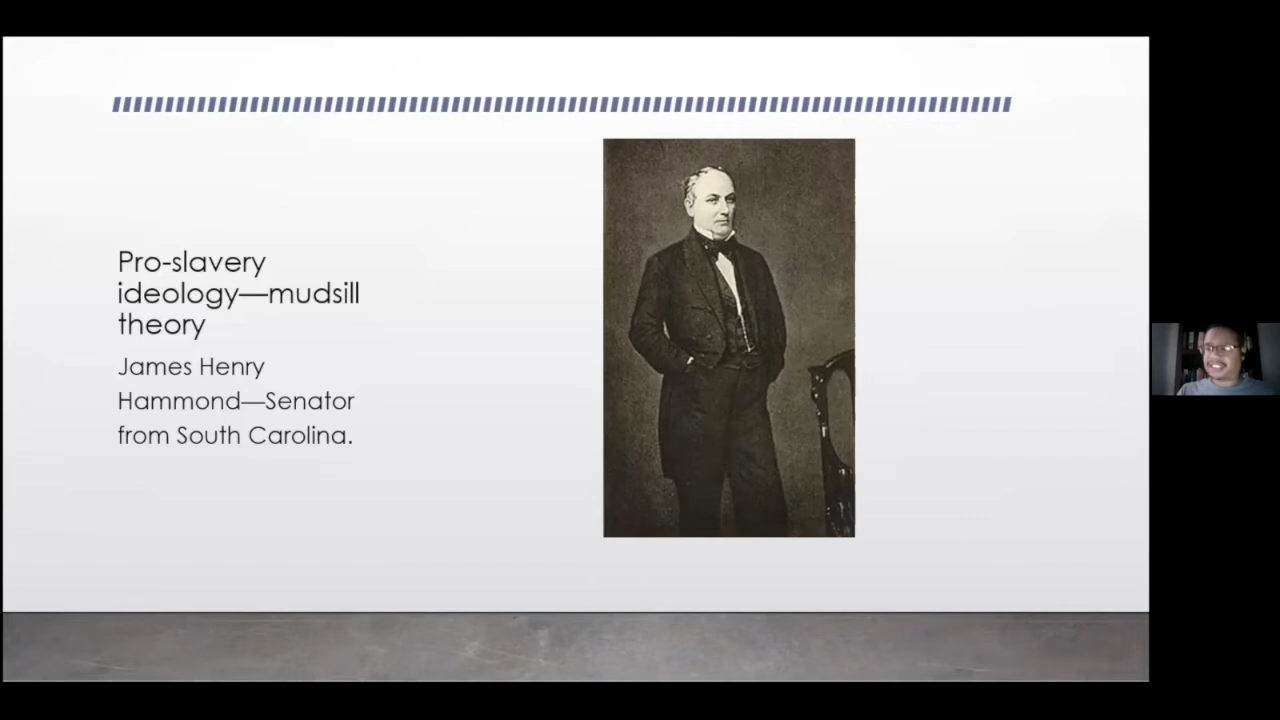 Pro-slavery
ideology—mudsill
theory
James Henry
Hammond—Senator
from South Carolina.